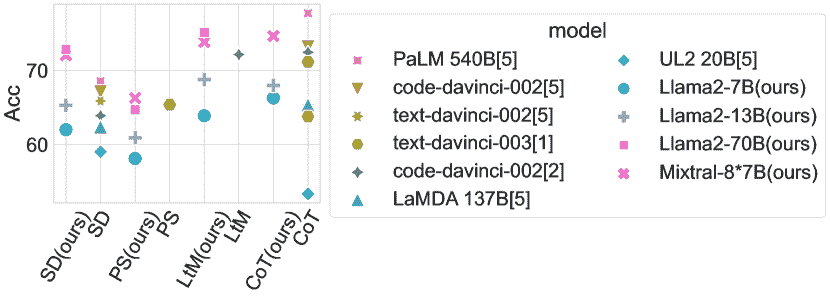 Acc
70
60
SD(ours)
SD
PS(ours)
PS
LtM(ours)
LtM
CoT(ours)
CoT
model
PaLM 540B[5]
code-davinci-002[5]
text-davinci-002[5]
text-davinci-003[1]
code-davinci-002[2]
LaMDA 137B[5]
UL2 20B[5]
Llama2-7B(ours)
Llama2-13B(ours)
Llama2-70B(ours)
Mixtral-8*7B(ours)